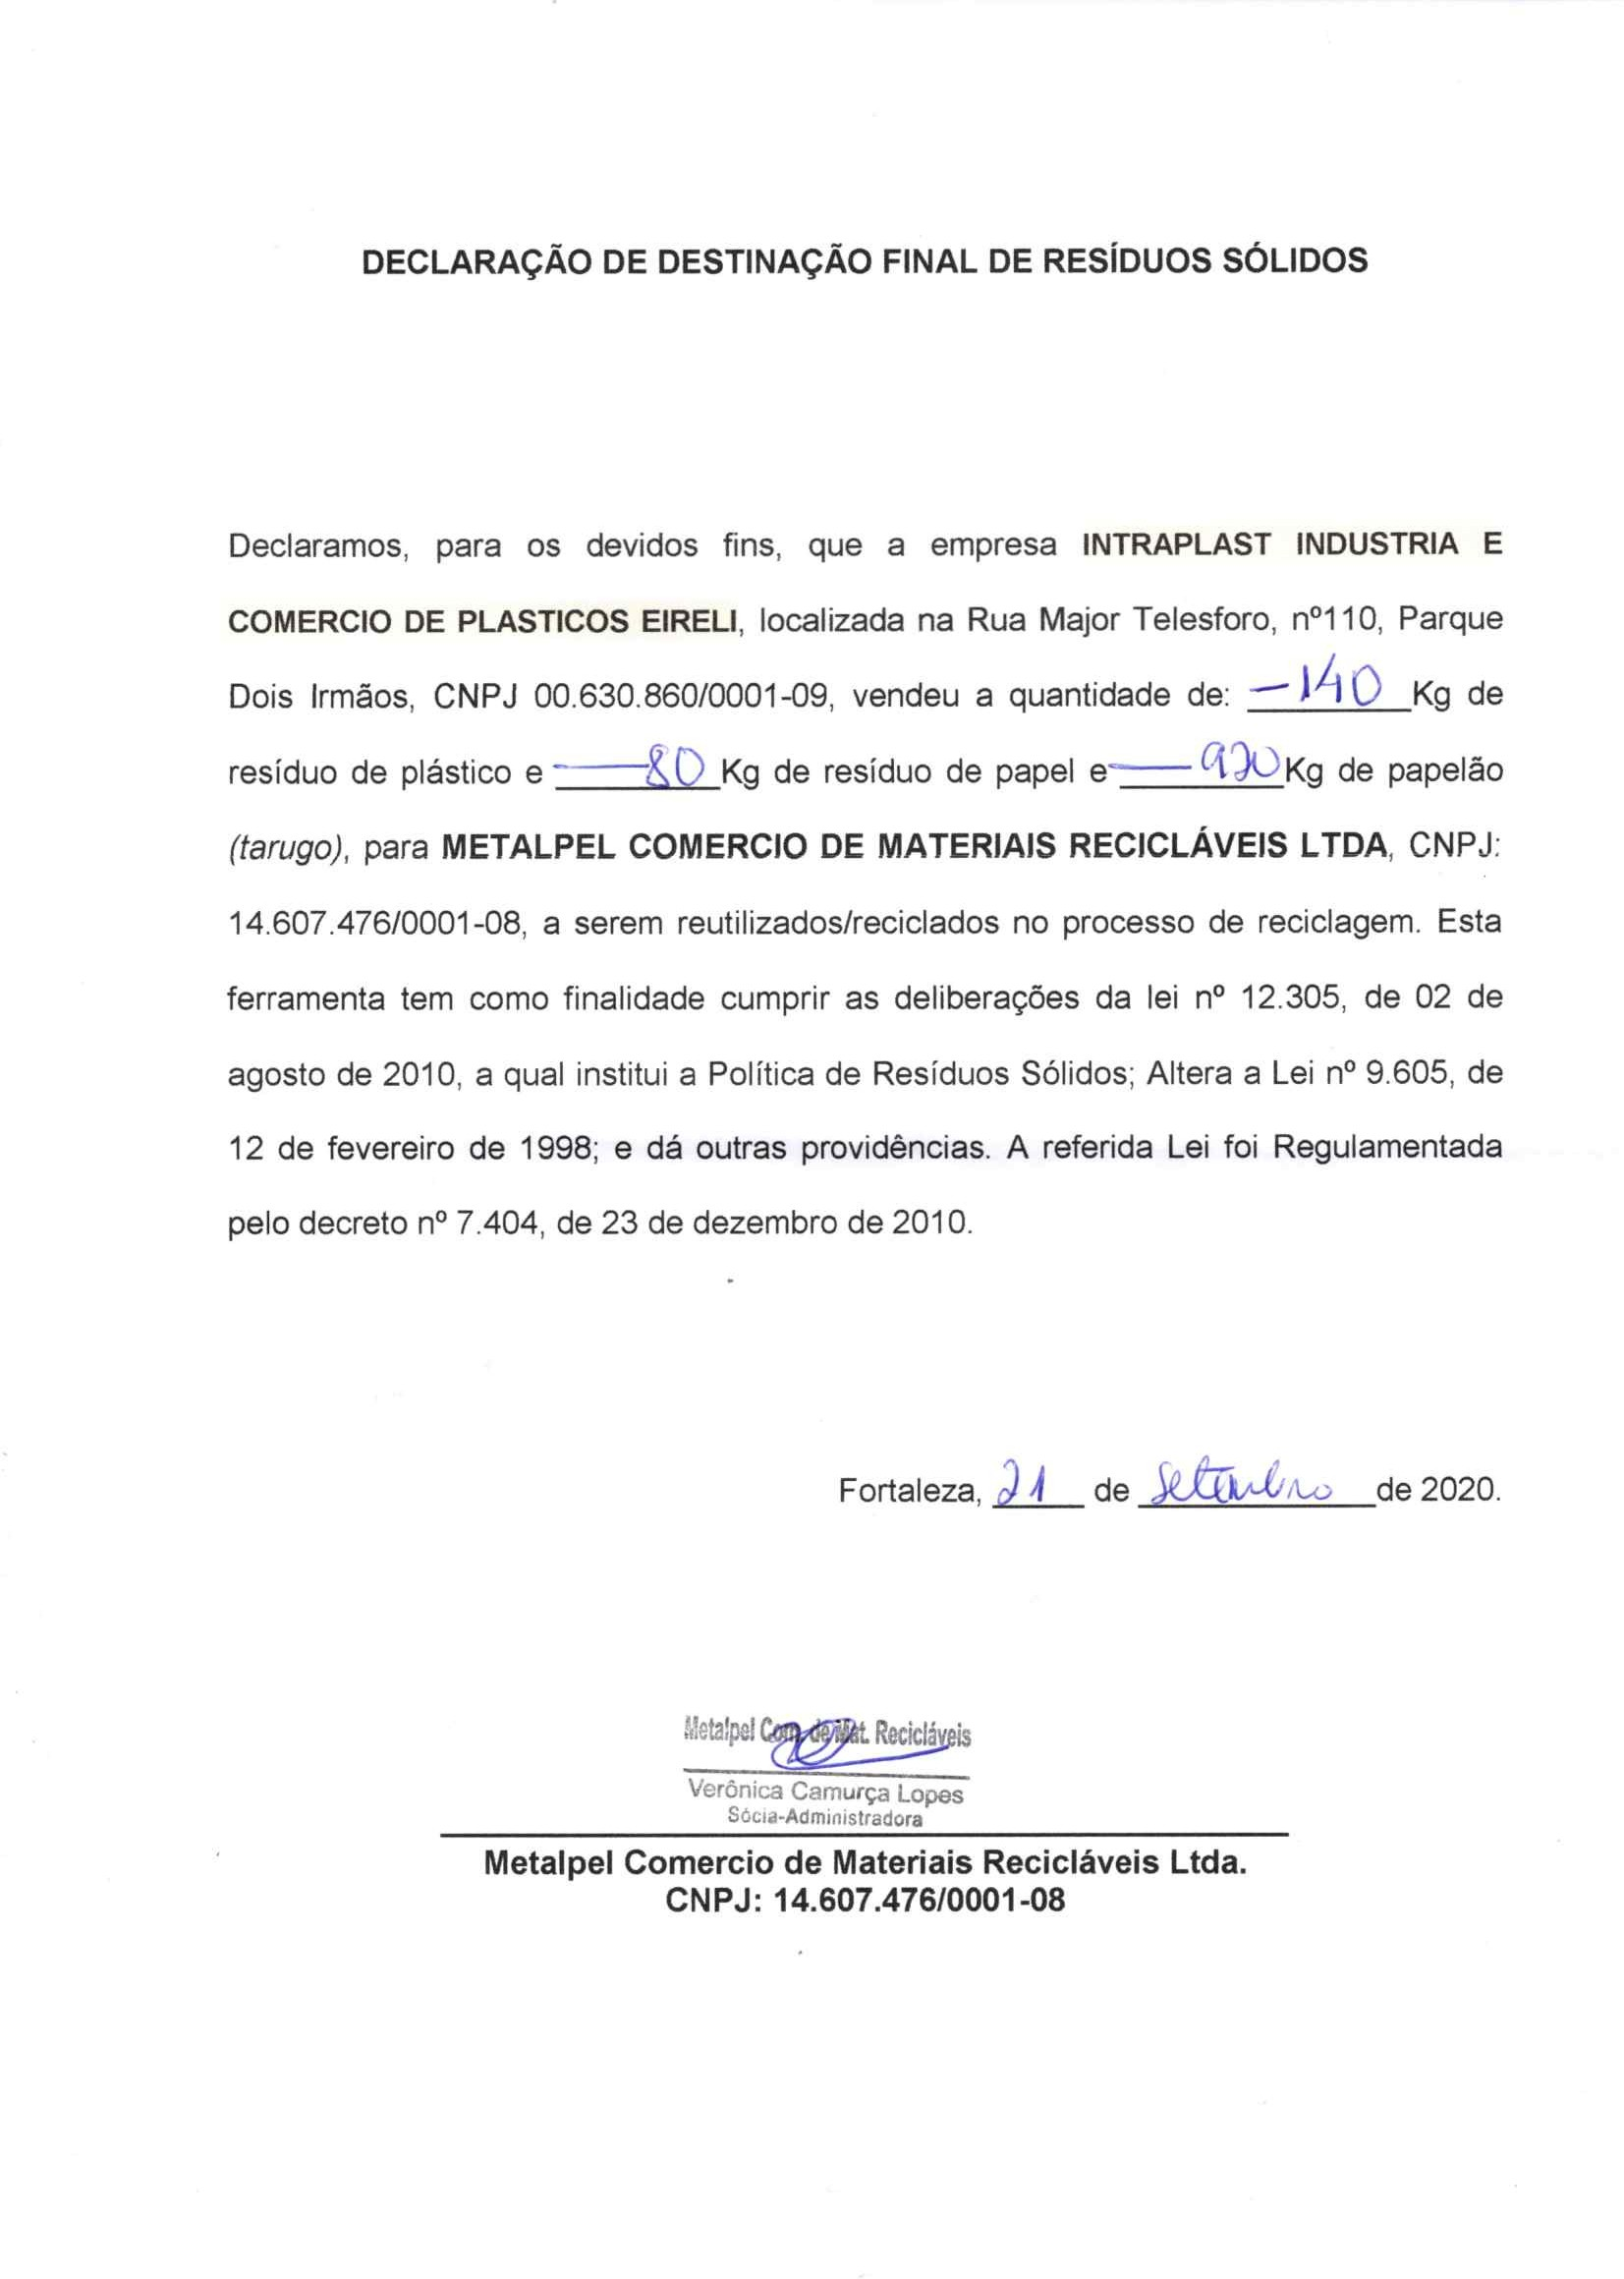 DECLARAÇÃO DE DESTINAÇÃO FINAL DE RESÍDUOS SÓLIDOS
Declaramos, para os devidos fins, que a empresa INTRAPLAST INDUSTRIA E
COMERCIO DE PLASTICOS EIRELI, localizada na Rua Major Telesforo, nº110, Parque
Dois Irmãos, CNPJ 00.630.860/0001-09, vendeu a quantidade de: 140 Kg de
resíduo de plástico e 80 Kg de resíduo de papel e 920 Kg de papelão
(tarugo), para METALPEL COMERCIO DE MATERIAIS RECICLÁVEIS LTDA, CNPJ:
14.607.476/0001-08, a serem reutilizados/reciclados no processo de reciclagem. Esta
ferramenta tem como finalidade cumprir as deliberações da lei nº 12.305, de 02 de
agosto de 2010, a qual institui a Política de Resíduos Sólidos; Altera a Lei nº 9.605, de
12 de fevereiro de 1998; e dá outras providências. A referida Lei foi Regulamentada
pelo decreto nº 7.404, de 23 de dezembro de 2010.
Fortaleza, 21 de Setembro de 2020.
Metalpel Com. de Mat. Recicláveis
Verônica Camurça Lopes
Sócia-Administradora
Metalpel Comercio de Materiais Recicláveis Ltda.
CNPJ: 14.607.476/0001-08